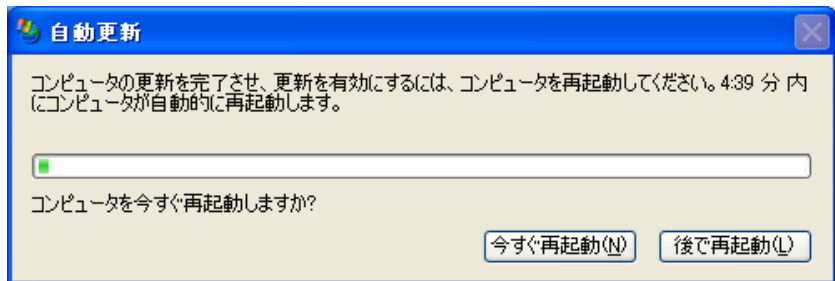 自動更新
コンピュータの更新を完了させ、更新を有効にするには、コンピュータを再起動してください。4:39 分 内
にコンピュータが自動的に再起動します。
コンピュータを今すぐ再起動しますか?
今すぐ再起動(N) 後で再起動(L)